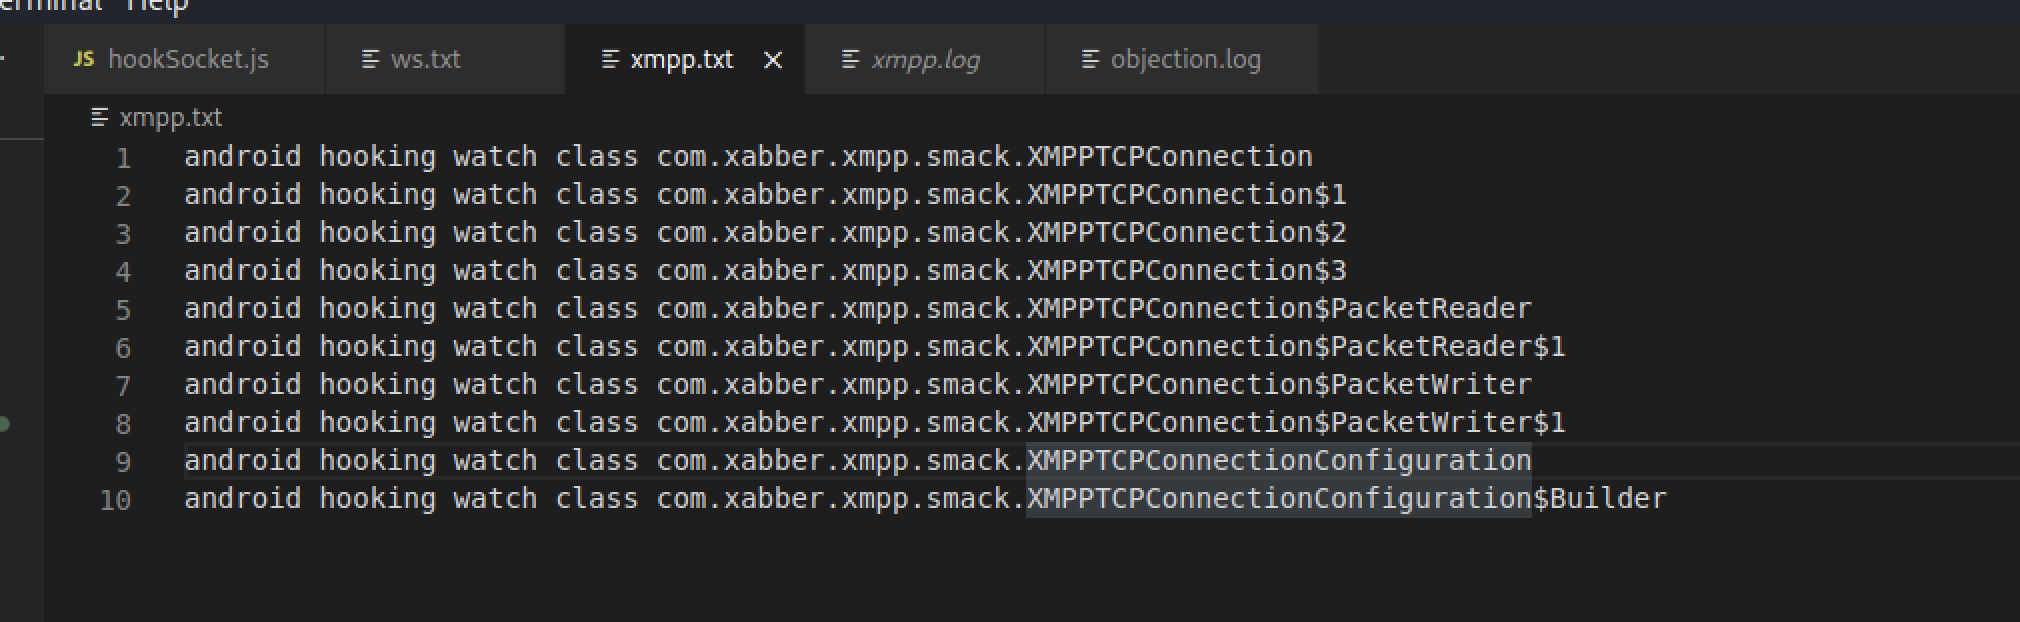 Help
JS hookSocket.js ws.txt xmpp.txt xmpp.log objection.log
xmpp.txt
1 android hooking watch class com.xabber.xmpp.smack.XMPPTCPConnection
2 android hooking watch class com.xabber.xmpp.smack.XMPPTCPConnection$1
3 android hooking watch class com.xabber.xmpp.smack.XMPPTCPConnection$2
4 android hooking watch class com.xabber.xmpp.smack.XMPPTCPConnection$3
5 android hooking watch class com.xabber.xmpp.smack.XMPPTCPConnection$PacketReader
6 android hooking watch class com.xabber.xmpp.smack.XMPPTCPConnection$PacketReader$1
7 android hooking watch class com.xabber.xmpp.smack.XMPPTCPConnection$PacketWriter
8 android hooking watch class com.xabber.xmpp.smack.XMPPTCPConnection$PacketWriter$1
9 android hooking watch class com.xabber.xmpp.smack.XMPPTCPConnectionConfiguration
10 android hooking watch class com.xabber.xmpp.smack.XMPPTCPConnectionConfiguration$Builder